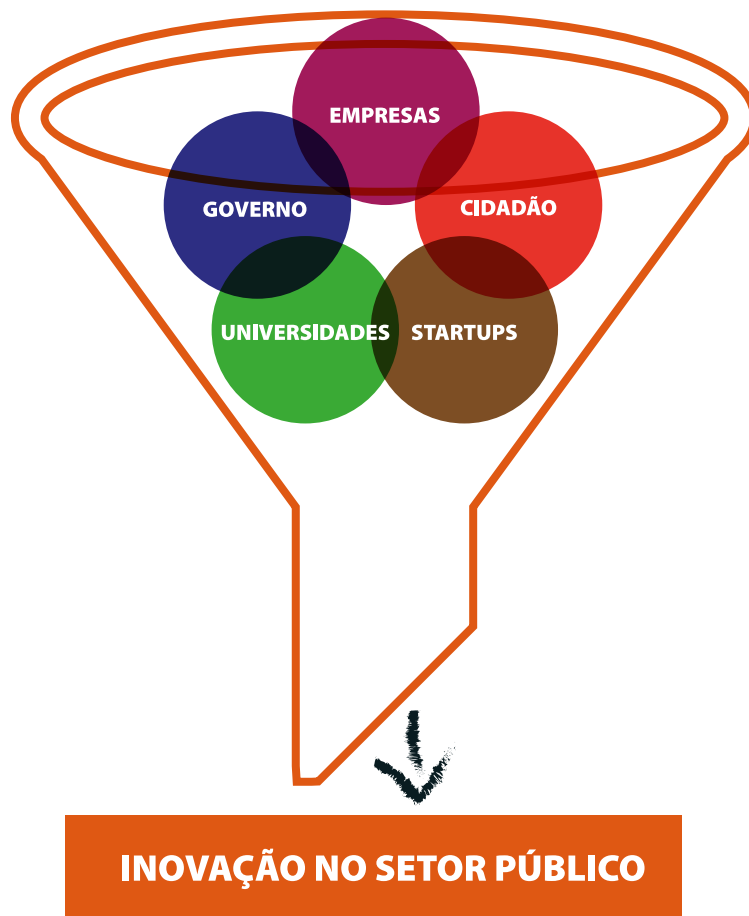 EMPRESAS
GOVERNO
CIDADÃO
UNIVERSIDADES
STARTUPS
INOVAÇÃO NO SETOR PÚBLICO